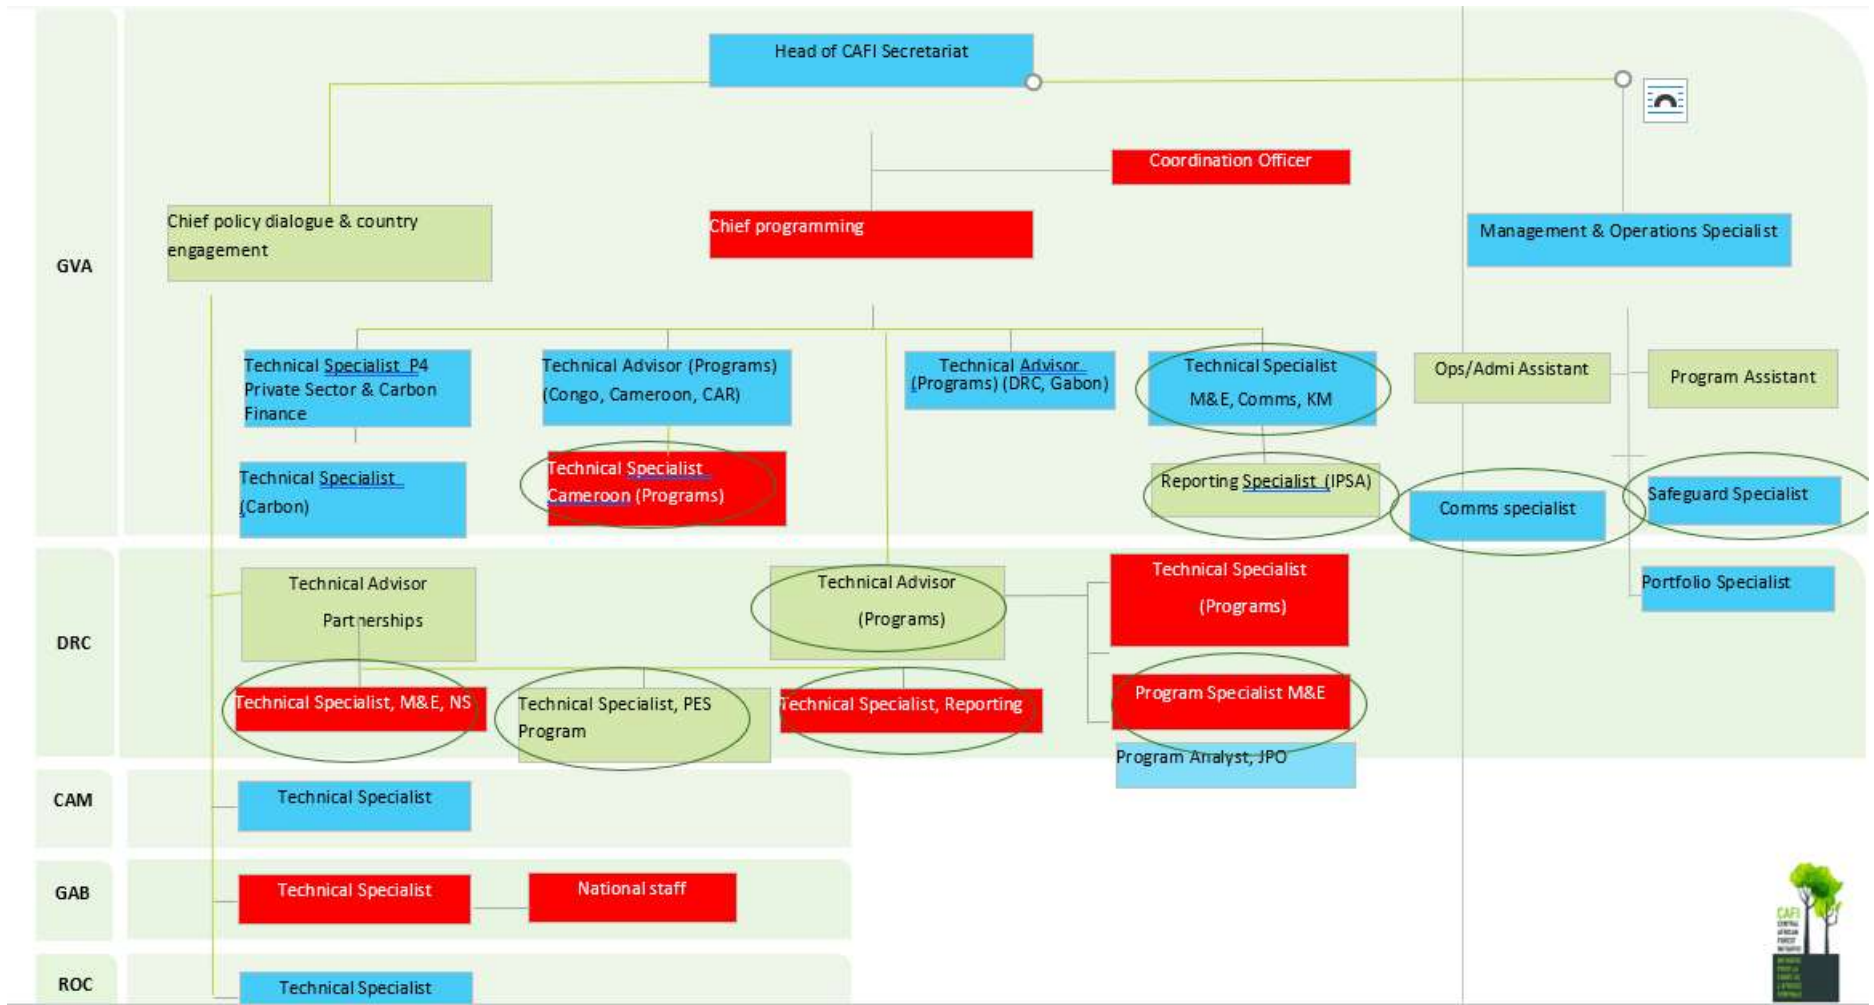 Head of CAFI Secretariat
Coordination Officer
Chief policy dialogue & country
engagement
Chief programming
Management & Operations Specialist
GVA
Technical Specialist P4
Private Sector & Carbon
Finance
Technical Advisor (Programs)
(Congo, Cameroon, CAR)
Technical Advisor
(Programs) (DRC, Gabon)
Technical Specialist
M&E, Comms, KM
Ops/Admi Assistant
Program Assistant
Technical Specialist
(Carbon)
Technical Specialist
Cameroon (Programs)
Reporting Specialist (IPSA)
Comms specialist
Safeguard Specialist
DRC
Technical Advisor
Partnerships
Technical Advisor
(Programs)
Technical Specialist
(Programs)
Portfolio Specialist
Technical Specialist, M&E, NS
Technical Specialist, PES
Program
Technical Specialist, Reporting
Program Specialist M&E
Program Analyst, JPO
CAM
Technical Specialist
GAB
Technical Specialist
National staff
ROC
Technical Specialist
CAFI
CENTRAL
AFRICAN
FOREST
INITIATIVE